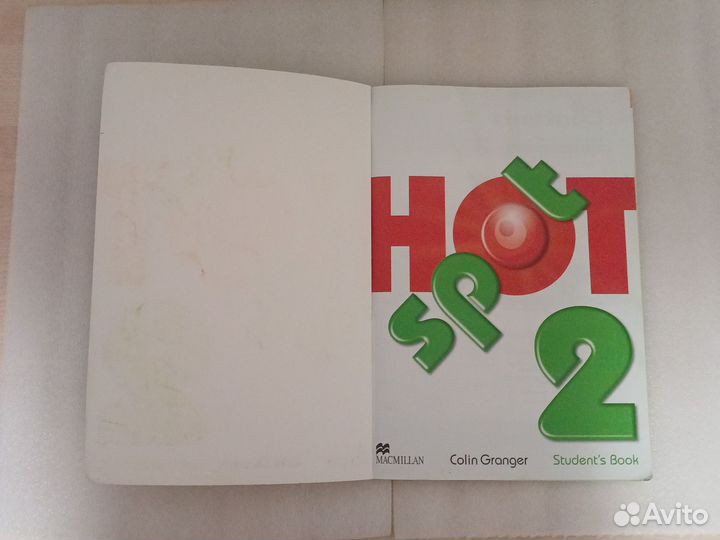 HOT
spot
2
MACMILLAN
Colin Granger
Student's Book
Avito